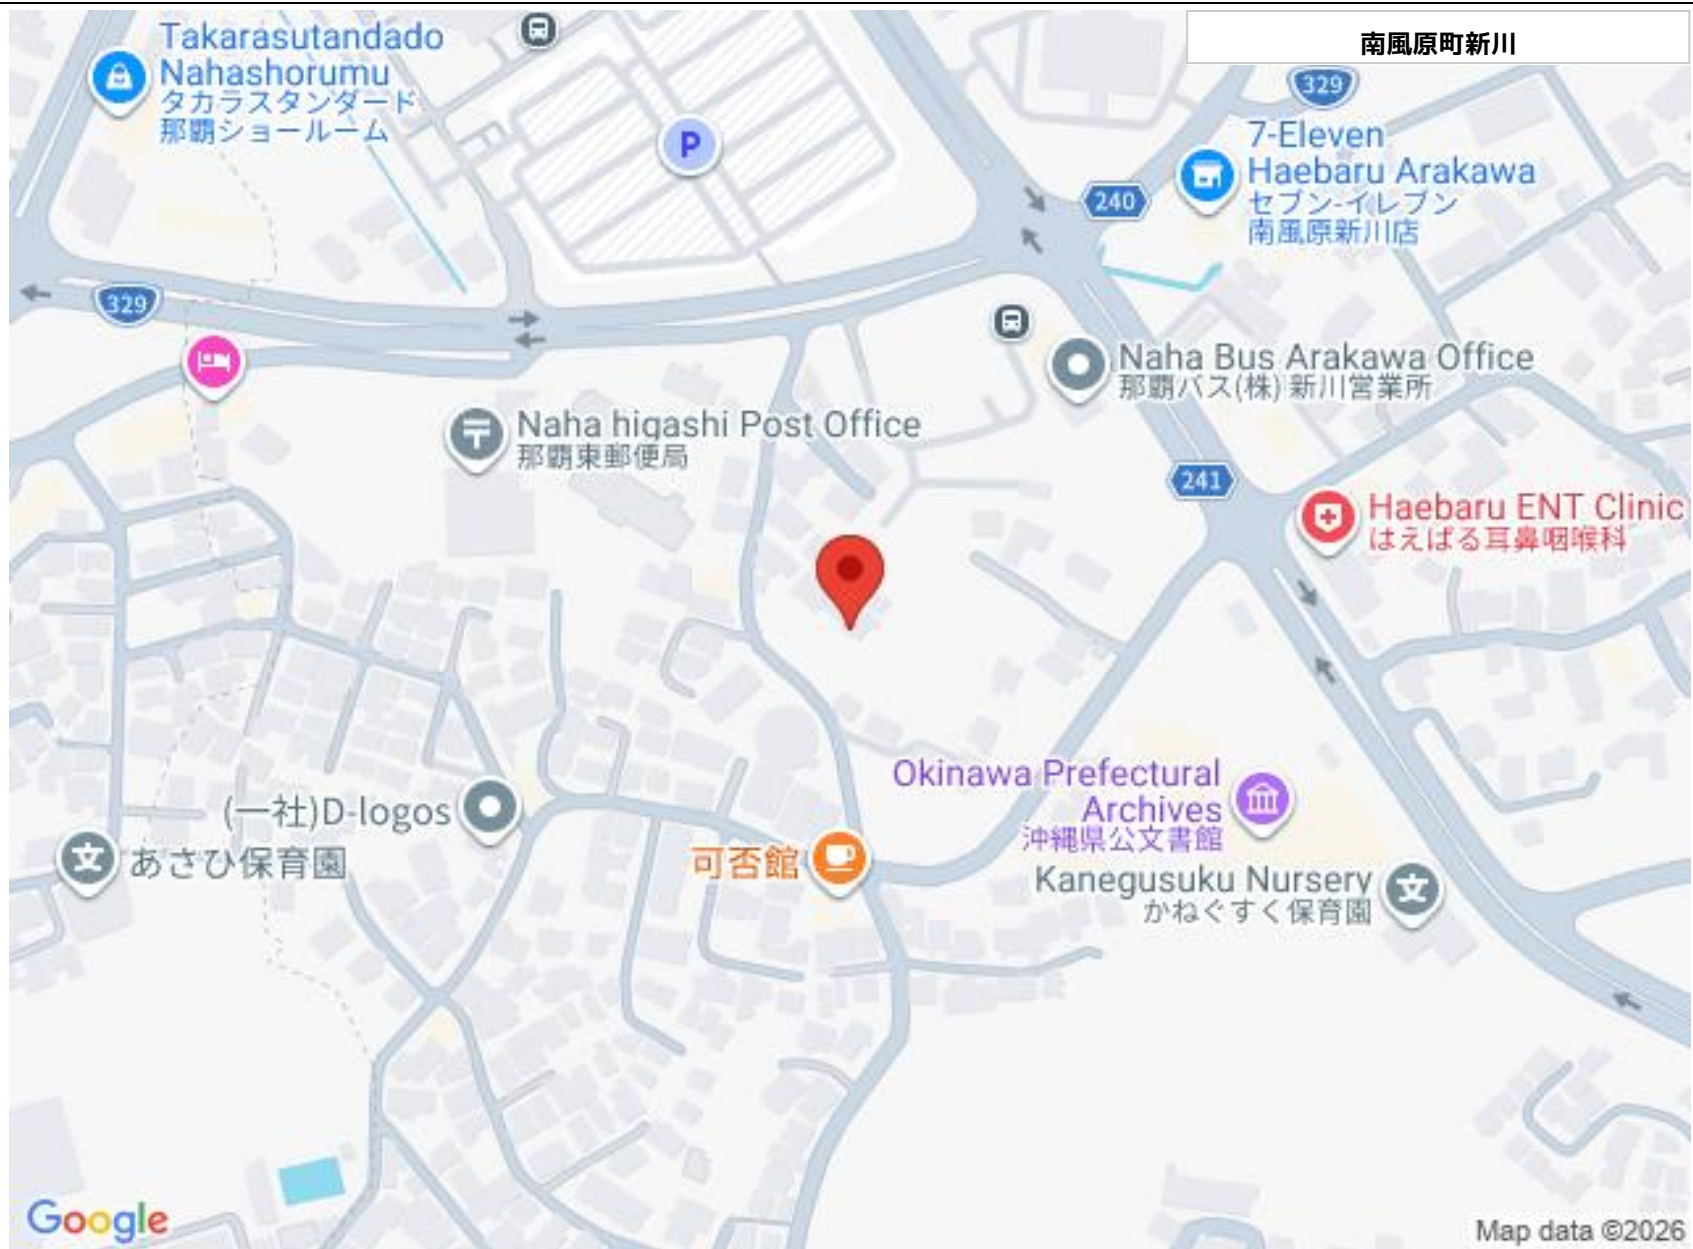 南風原町新川
Takarasutandado
Nahashorumu
タカラスタンダード
那覇ショールーム
P
329
7-Eleven
Haebaru Arakawa
セブン-イレブン
南風原新川店
240
329
Naha Bus Arakawa Office
那覇バス(株) 新川営業所
Naha higashi Post Office
那覇東郵便局
241
Haebaru ENT Clinic
はえばる耳鼻咽喉科
Okinawa Prefectural
Archives
沖縄県公文書館
(一社)D-logos
文
あさひ保育園
可否館
Kanegusuku Nursery
かねぐすく保育園
文
Google
Map data ©2026